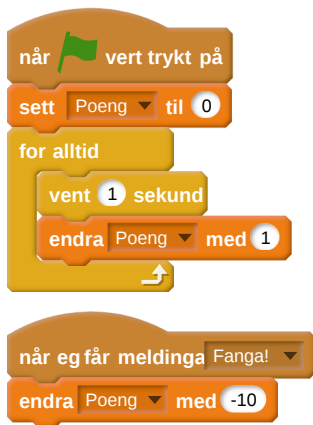 når vert trykt på
sett Poeng til 0
for alltid
vent 1 sekund
endra Poeng med 1
når eg får meldinga Fanga!
endra Poeng med -10